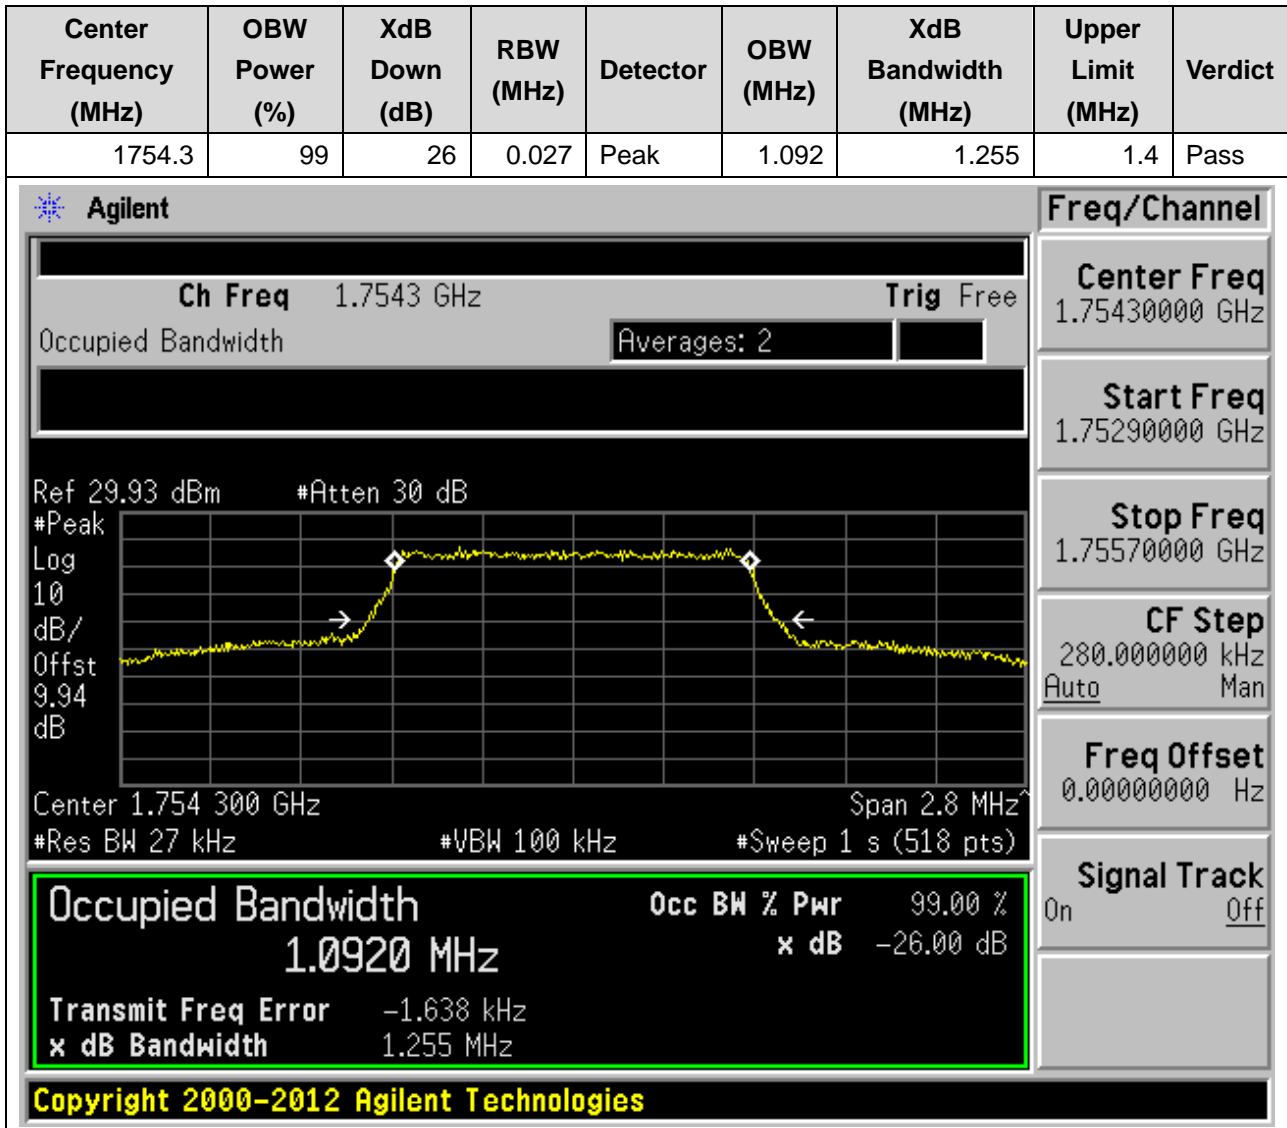 Center Frequency (MHz) OBW Power (%) XdB Down (dB) RBW (MHz) Detector OBW (MHz) XdB Bandwidth (MHz) Upper Limit (MHz) Verdict
1754.3 99 26 0.027 Peak 1.092 1.255 1.4 Pass
Agilent
Ch Freq 1.7543 GHz Trig Free
Occupied Bandwidth Averages: 2
Ref 29.93 dBm #Atten 30 dB
#Peak
Log
10
dB/
Offst
9.94
dB
Center 1.754 300 GHz Span 2.8 MHz^
#Res BW 27 kHz #VBW 100 kHz #Sweep 1 s (518 pts)
Occupied Bandwidth Occ BW % Pwr 99.00 %
1.0920 MHz x dB -26.00 dB
Transmit Freq Error -1.638 kHz
x dB Bandwidth 1.255 MHz
Freq/Channel
Center Freq
1.75430000 GHz
Start Freq
1.75290000 GHz
Stop Freq
1.75570000 GHz
CF Step
280.000000 kHz
Auto Man
Freq Offset
0.00000000 Hz
Signal Track
On Off
Copyright 2000-2012 Agilent Technologies